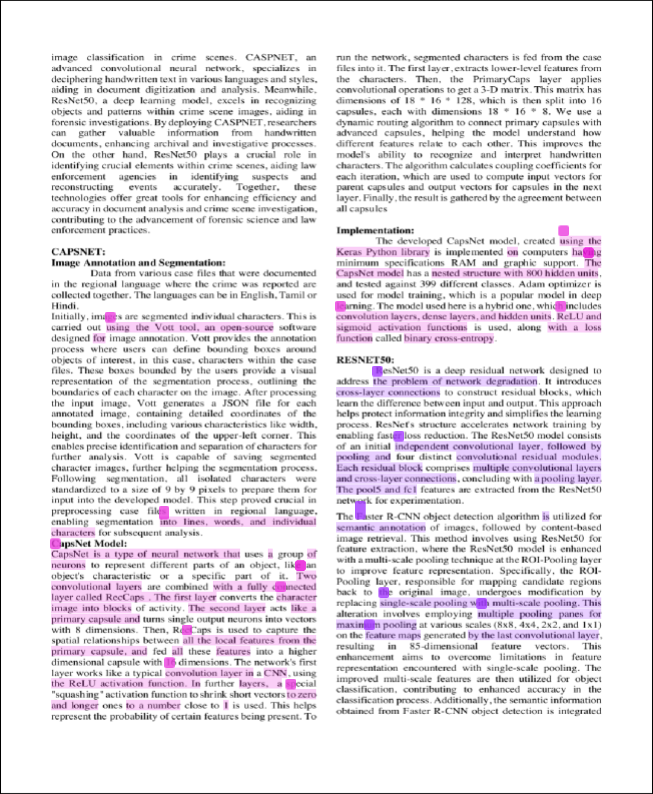 image classification in crime scenes. CASPNET, an
advanced convolutional neural network, specializes in
deciphering handwritten text in various languages and styles,
aiding in document digitization and analysis. Meanwhile,
ResNet50, a deep learning model, excels in recognizing
objects and patterns within crime scene images, aiding in
forensic investigation. By deploying CASPNET, researchers
can gather valuable information from handwritten
documents, enhancing archival and investigative processes.
On the other hand, ResNet50 plays a crucial role in
identifying crucial elements within crime scenes, aiding law
enforcement agencies in identifying suspects and
reconstructing events accurately. Together, these
technologies offer great tools for enhancing efficiency and
accuracy in document analysis and crime scene investigation,
contributing to the advancement of forensic science and law
enforcement practices.
CAPSNET:
Image Annotation and Segmentation:
Data from various case files that were documented
in the regional language where the crime was reported are
collected together. The languages can be in English, Tamil or
Hindi.
Initially, images are segmented individual characters. This is
carried out using the Vott tool, an open-source software
designed for image annotation. Vott provides the annotation
process where users can define bounding boxes around
objects of interest, in this case, characters within the case
files. These boxes bounded by the users provide a visual
representation of the segmentation process, outlining the
boundaries of each character on the image. After processing
the input image, Vott generates a JSON file for each
annotated image, containing detailed coordinates of the
bounding boxes, including various characteristics like width,
height, and the coordinates of the upper-left corner. This
enables precise identification and separation of characters for
further analysis. Vott is capable of saving segmented
character images, further helping the segmentation process.
Following segmentation, all isolated characters were
standardized to a size of 9 by 9 pixels to prepare them for
input into the developed model. This step proved crucial in
preprocessing case files written in regional language,
enabling segmentation into lines, words, and individual
characters for subsequent analysis.
CapsNet Model:
CapsNet is a type of neural network that uses a group of
neurons to represent different parts of an object, like an
object's characteristic or a specific part of it. Two
convolutional layers are combined with a fully connected
layer called RecCaps . The first layer converts the character
image into blocks of activity. The second layer acts like a
primary capsule and turns single output neurons into vectors
with 8 dimensions. Then, RecCaps is used to capture the
spatial relationships between all the local features from the
primary capsule, and fed all these features into a higher
dimensional capsule with 16 dimensions. The network's first
layer works like a typical convolution layer in a CNN, using
the ReLU activation function. In further layers, a special
"squashing" activation function to shrink short vectors to zero
and longer ones to a number close to 1 is used. This helps
represent the probability of certain features being present. To
run the network, segmented characters is fed from the case
files into it. The first layer, extracts lower-level features from
the characters. Then, the PrimaryCaps layer applies
convolutional operations to get a 3-D matrix. This matrix has
dimensions of 18 * 16 * 128, which is then split into 16
capsules, each with dimensions 18 * 16 * 8. We use a
dynamic routing algorithm to connect primary capsules with
advanced capsules, helping the model understand how
different features relate to each other. This improves the
model's ability to recognize and interpret handwritten
characters. The algorithm calculates coupling coefficients for
each iteration, which are used to compute input vectors for
parent capsules and output vectors for capsules in the next
layer. Finally, the result is gathered by the agreement between
all capsules
Implementation:
The developed CapsNet model, created using the
Keras Python library is implemented on computers having
minimum specifications RAM and graphic support. The
CapsNet model has a nested structure with 800 hidden units,
and tested against 399 different classes. Adam optimizer is
used for model training, which is a popular model in deep
learning. The model used here is a hybrid one, which includes
convolution layers, dense layers, and hidden units. ReLU and
sigmoid activation functions is used, along with a loss
function called binary cross-entropy.
RESNET50:
ResNet50 is a deep residual network designed to
address the problem of network degradation. It introduces
cross-layer connections to construct residual blocks, which
learn the difference between input and output. This approach
helps protect information integrity and simplifies the learning
process. ResNet's structure accelerates network training by
enabling faster loss reduction. The ResNet50 model consists
of an initial independent convolutional layer, followed by
pooling and four distinct convolutional residual modules.
Each residual block comprises multiple convolutional layers
and cross-layer connections, concluding with a pooling layer.
The pool5 and fc1 features are extracted from the ResNet50
network for experimentation.
The Faster R-CNN object detection algorithm is utilized for
semantic annotation of images, followed by content-based
image retrieval. This method involves using ResNet50 for
feature extraction, where the ResNet50 model is enhanced
with a multi-scale pooling technique at the ROI-Pooling layer
to improve feature representation. Specifically, the ROI-
Pooling layer, responsible for mapping candidate regions
back to the original image, undergoes modification by
replacing single-scale pooling with multi-scale pooling. This
alteration involves employing multiple pooling panes for
maximum pooling at various scales (8x8, 4x4, 2x2, and 1x1)
on the feature maps generated by the last convolutional layer,
resulting in 85-dimensional feature vectors. This
enhancement aims to overcome limitations in feature
representation encountered with single-scale pooling. The
improved multi-scale features are then utilized for object
classification, contributing to enhanced accuracy in the
classification process. Additionally, the semantic information
obtained from Faster R-CNN object detection is integrated